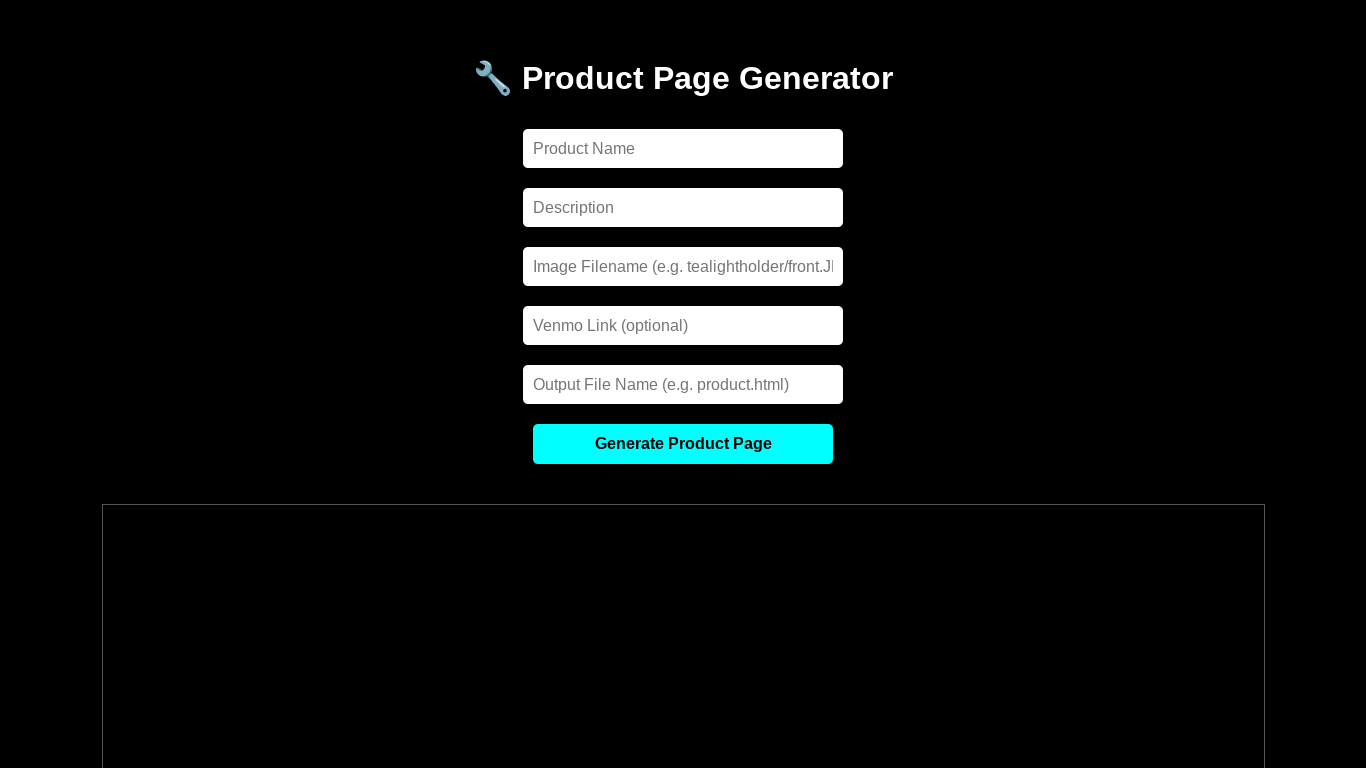 🔧 Product Page Generator
Product Name
Description
Image Filename (e.g. tealightholder/front.J
Venmo Link (optional)
Output File Name (e.g. product.html)
Generate Product Page